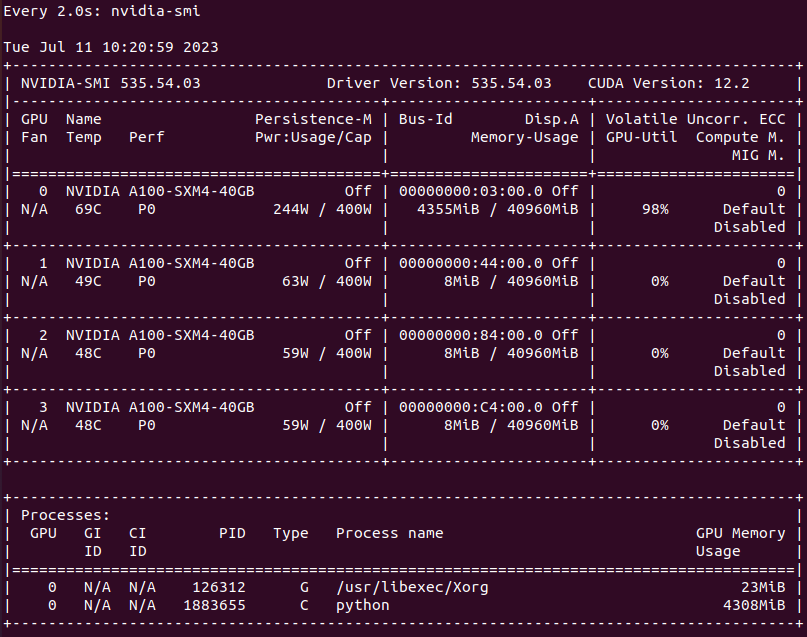 Every 2.0s: nvidia-smi
Tue Jul 11 10:20:59 2023
+---------------------------------------------------------------------------------------+
| NVIDIA-SMI 535.54.03              Driver Version: 535.54.03    CUDA Version: 12.2     |
|-----------------------------------------+----------------------+----------------------+
| GPU  Name                 Persistence-M | Bus-Id        Disp.A | Volatile Uncorr. ECC |
| Fan  Temp   Perf          Pwr:Usage/Cap |         Memory-Usage | GPU-Util  Compute M. |
|                                         |                      |               MIG M. |
|=========================================+======================+======================|
|   0  NVIDIA A100-SXM4-40GB          Off | 00000000:03:00.0 Off |                    0 |
| N/A   69C    P0             244W / 400W |   4355MiB / 40960MiB |     98%      Default |
|                                         |                      |             Disabled |
+-----------------------------------------+----------------------+----------------------+
|   1  NVIDIA A100-SXM4-40GB          Off | 00000000:44:00.0 Off |                    0 |
| N/A   49C    P0              63W / 400W |      8MiB / 40960MiB |      0%      Default |
|                                         |                      |             Disabled |
+-----------------------------------------+----------------------+----------------------+
|   2  NVIDIA A100-SXM4-40GB          Off | 00000000:84:00.0 Off |                    0 |
| N/A   48C    P0              59W / 400W |      8MiB / 40960MiB |      0%      Default |
|                                         |                      |             Disabled |
+-----------------------------------------+----------------------+----------------------+
|   3  NVIDIA A100-SXM4-40GB          Off | 00000000:C4:00.0 Off |                    0 |
| N/A   48C    P0              59W / 400W |      8MiB / 40960MiB |      0%      Default |
|                                         |                      |             Disabled |
+-----------------------------------------+----------------------+----------------------+
+---------------------------------------------------------------------------------------+
| Processes:                                                                            |
|  GPU   GI   CI        PID   Type   Process name                            GPU Memory |
|        ID   ID                                                             Usage      |
|=======================================================================================|
|    0   N/A  N/A    126312      G   /usr/libexec/Xorg                            23MiB |
|    0   N/A  N/A   1883655      C   python                                     4308MiB |
+---------------------------------------------------------------------------------------+